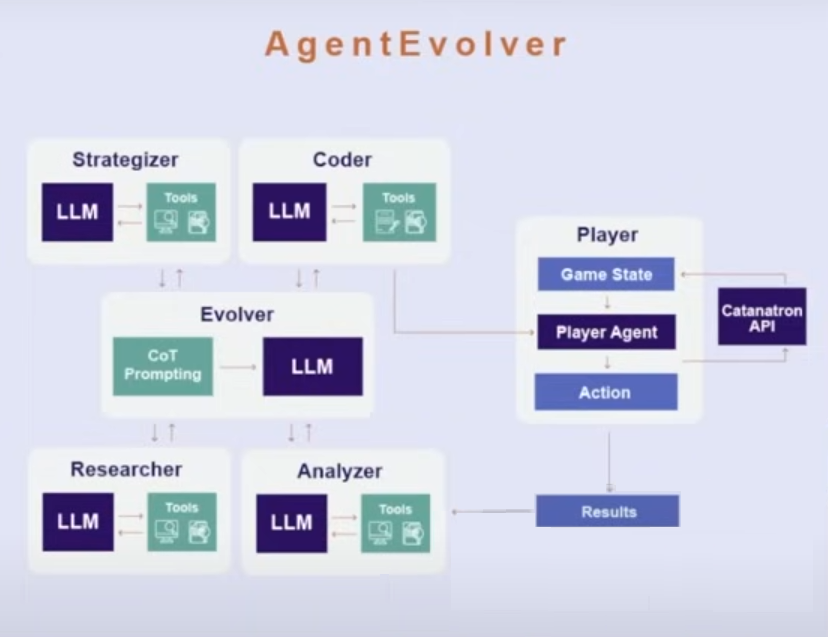 AgentEvolver
Strategizer
LLM
Tools
Coder
LLM
Tools
Evolver
CoT
Prompting
LLM
Researcher
LLM
Tools
Analyzer
LLM
Tools
Player
Game State
Player Agent
Action
Catanatron
API
Results